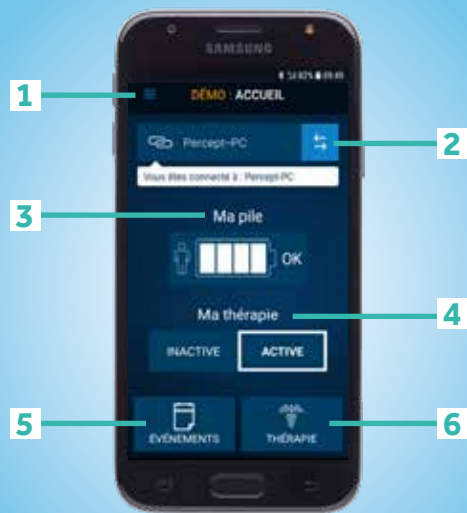 SAMSUNG
1
DÉMO : ACCUEIL
Percept-PC
2
Vous êtes connecté à : Percept-PC
3
Ma pile
OK
Ma thérapie
4
INACTIVE
ACTIVE
5
ÉVÉNEMENTS
THÉRAPIE
6